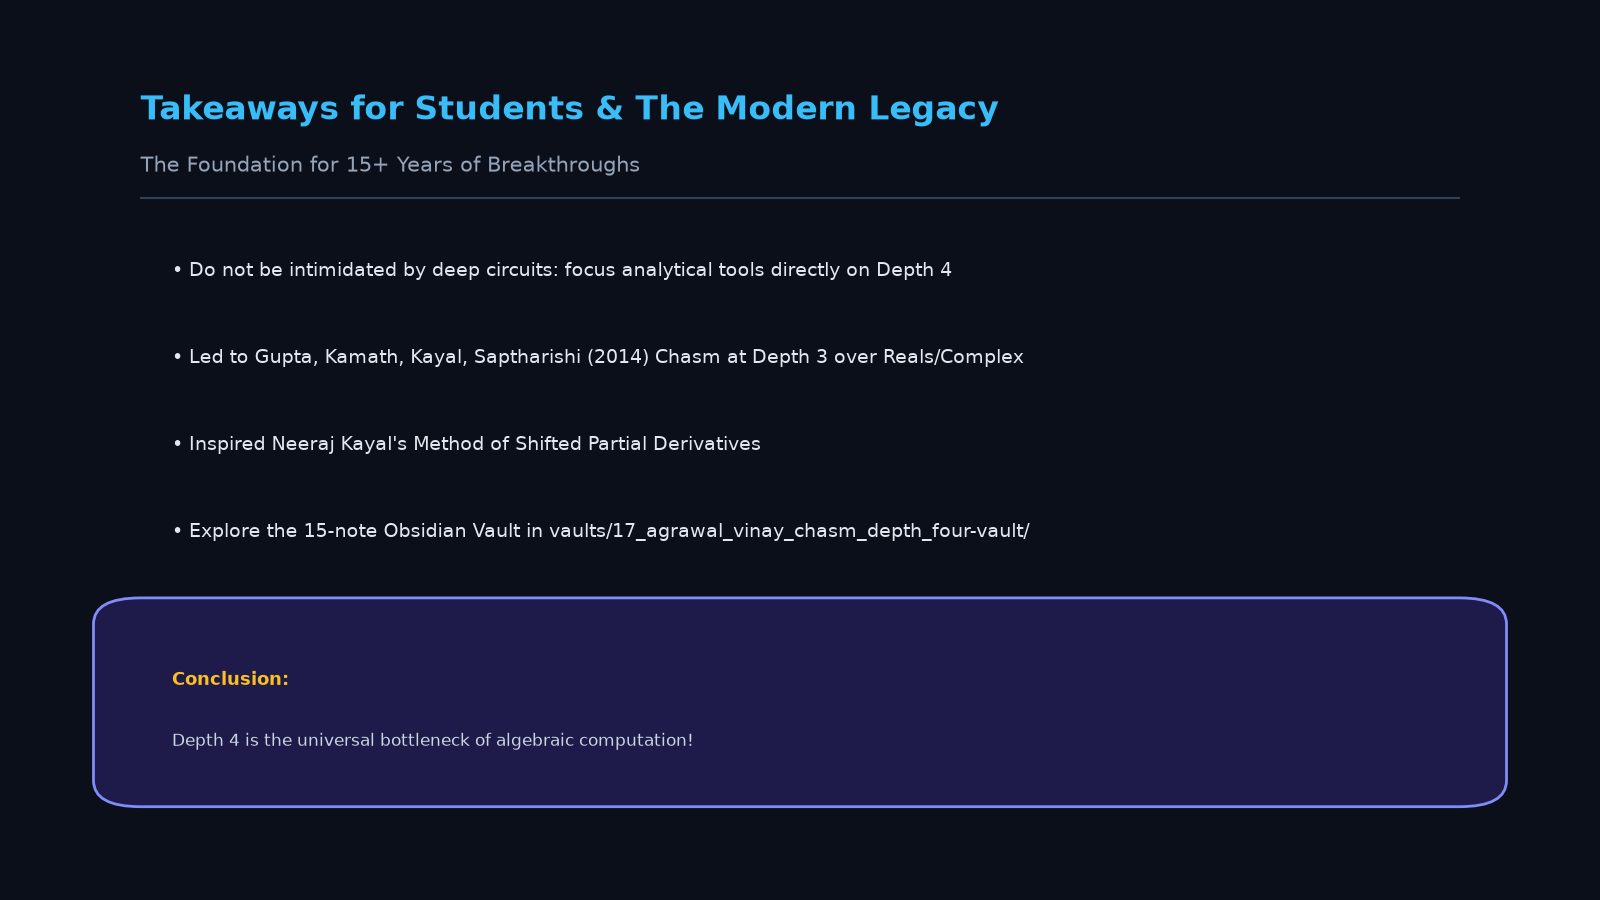 Takeaways for Students & The Modern Legacy
The Foundation for 15+ Years of Breakthroughs
• Do not be intimidated by deep circuits: focus analytical tools directly on Depth 4
• Led to Gupta, Kamath, Kayal, Saptharishi (2014) Chasm at Depth 3 over Reals/Complex
• Inspired Neeraj Kayal's Method of Shifted Partial Derivatives
• Explore the 15-note Obsidian Vault in vaults/17_agrawal_vinay_chasm_depth_four-vault/
Conclusion:
Depth 4 is the universal bottleneck of algebraic computation!